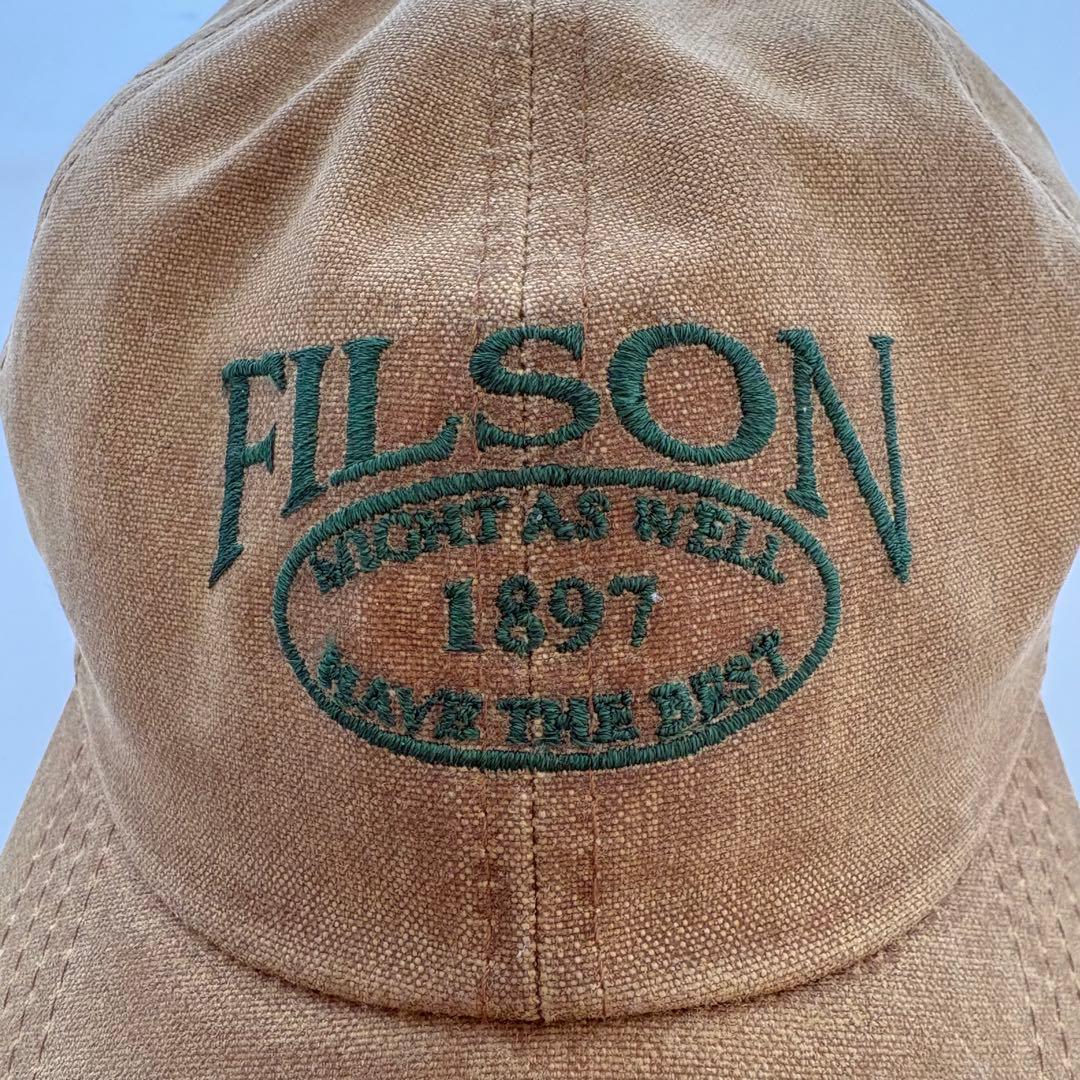 FILSON
MIGHT AS WELL
1897
HAVE THE BEST